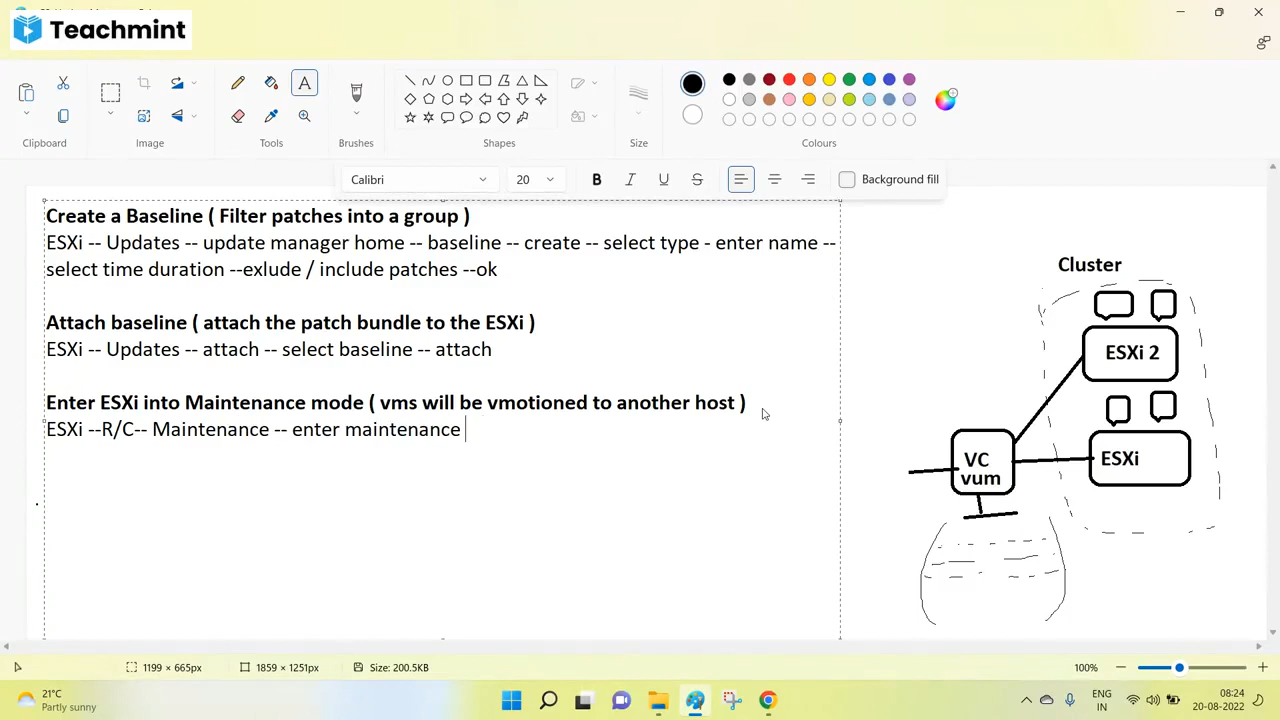 Teachmint
Clipboard
Image
Tools
Brushes
Shapes
Size
Colours
Calibri
20
B I U S
Background fill
Create a Baseline ( Filter patches into a group )
ESXi -- Updates -- update manager home -- baseline -- create -- select type - enter name --
select time duration --exlude / include patches --ok
Attach baseline ( attach the patch bundle to the ESXi )
ESXi -- Updates -- attach -- select baseline -- attach
Enter ESXi into Maintenance mode ( vms will be vmotioned to another host )
ESXi --R/C-- Maintenance -- enter maintenance
Cluster
ESXi 2
ESXi
VC
vum
1199 × 665px
1859 × 1251px
Size: 200.5KB
100%
21°C
Partly sunny
ENG
IN
08:24
20-08-2022